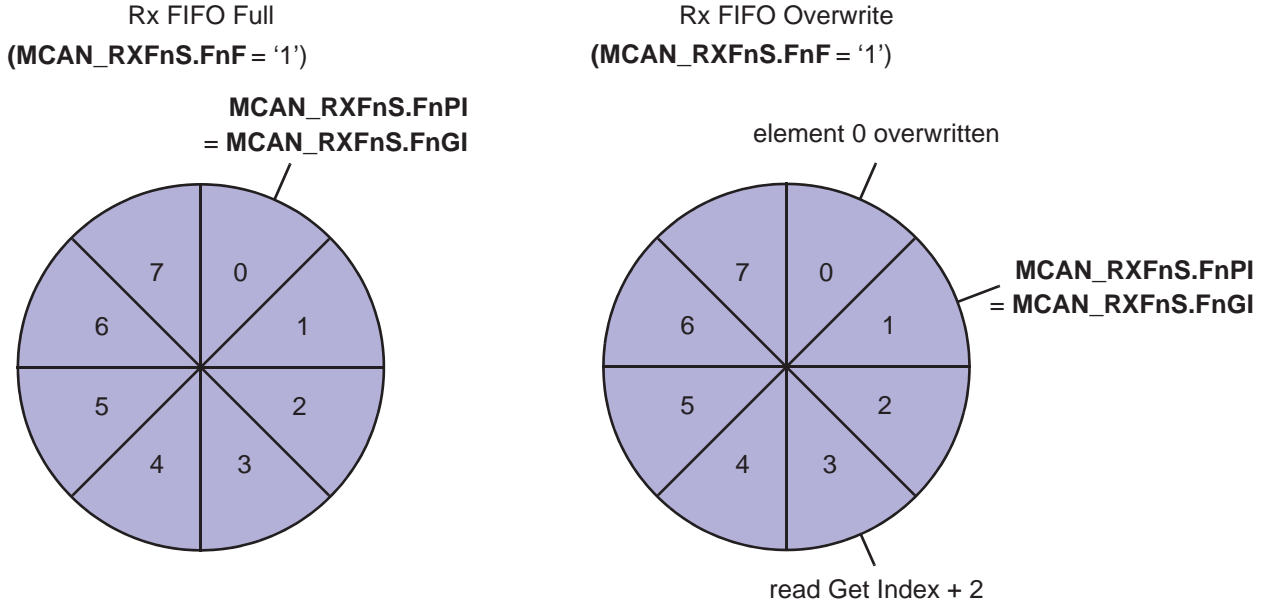 Rx FIFO Full
(MCAN_RXFnS.FnF = ‘1’)
MCAN_RXFnS.FnPI
= MCAN_RXFnS.FnGI
7
0
6
1
5
2
4
3
Rx FIFO Overwrite
(MCAN_RXFnS.FnF = ‘1’)
element 0 overwritten
MCAN_RXFnS.FnPI
= MCAN_RXFnS.FnGI
7
0
6
1
5
2
4
3
read Get Index + 2